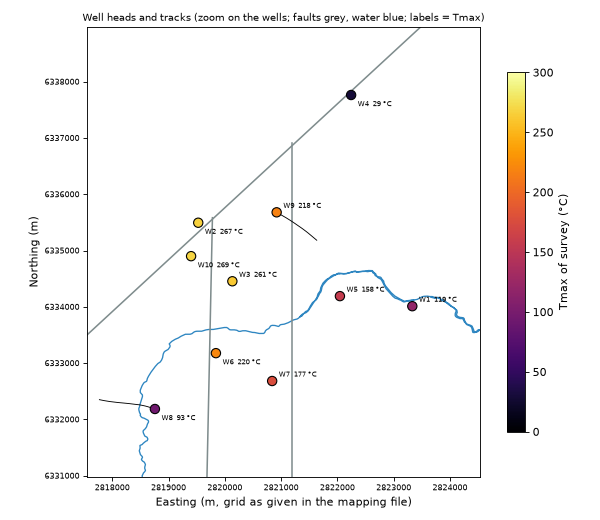 Well heads and tracks (zoom on the wells; faults grey, water blue; labels = Tmax)
Northing (m)
6338000
6337000
6336000
6335000
6334000
6333000
6332000
6331000
W4 29 °C
W9 218 °C
W2 267 °C
W10 269 °C
W3 261 °C
W5 158 °C
W1 119 °C
W6 220 °C
W7 177 °C
W8 93 °C
2818000 2819000 2820000 2821000 2822000 2823000 2824000
Easting (m, grid as given in the mapping file)
300
250
200
150
100
50
0
Tmax of survey (°C)